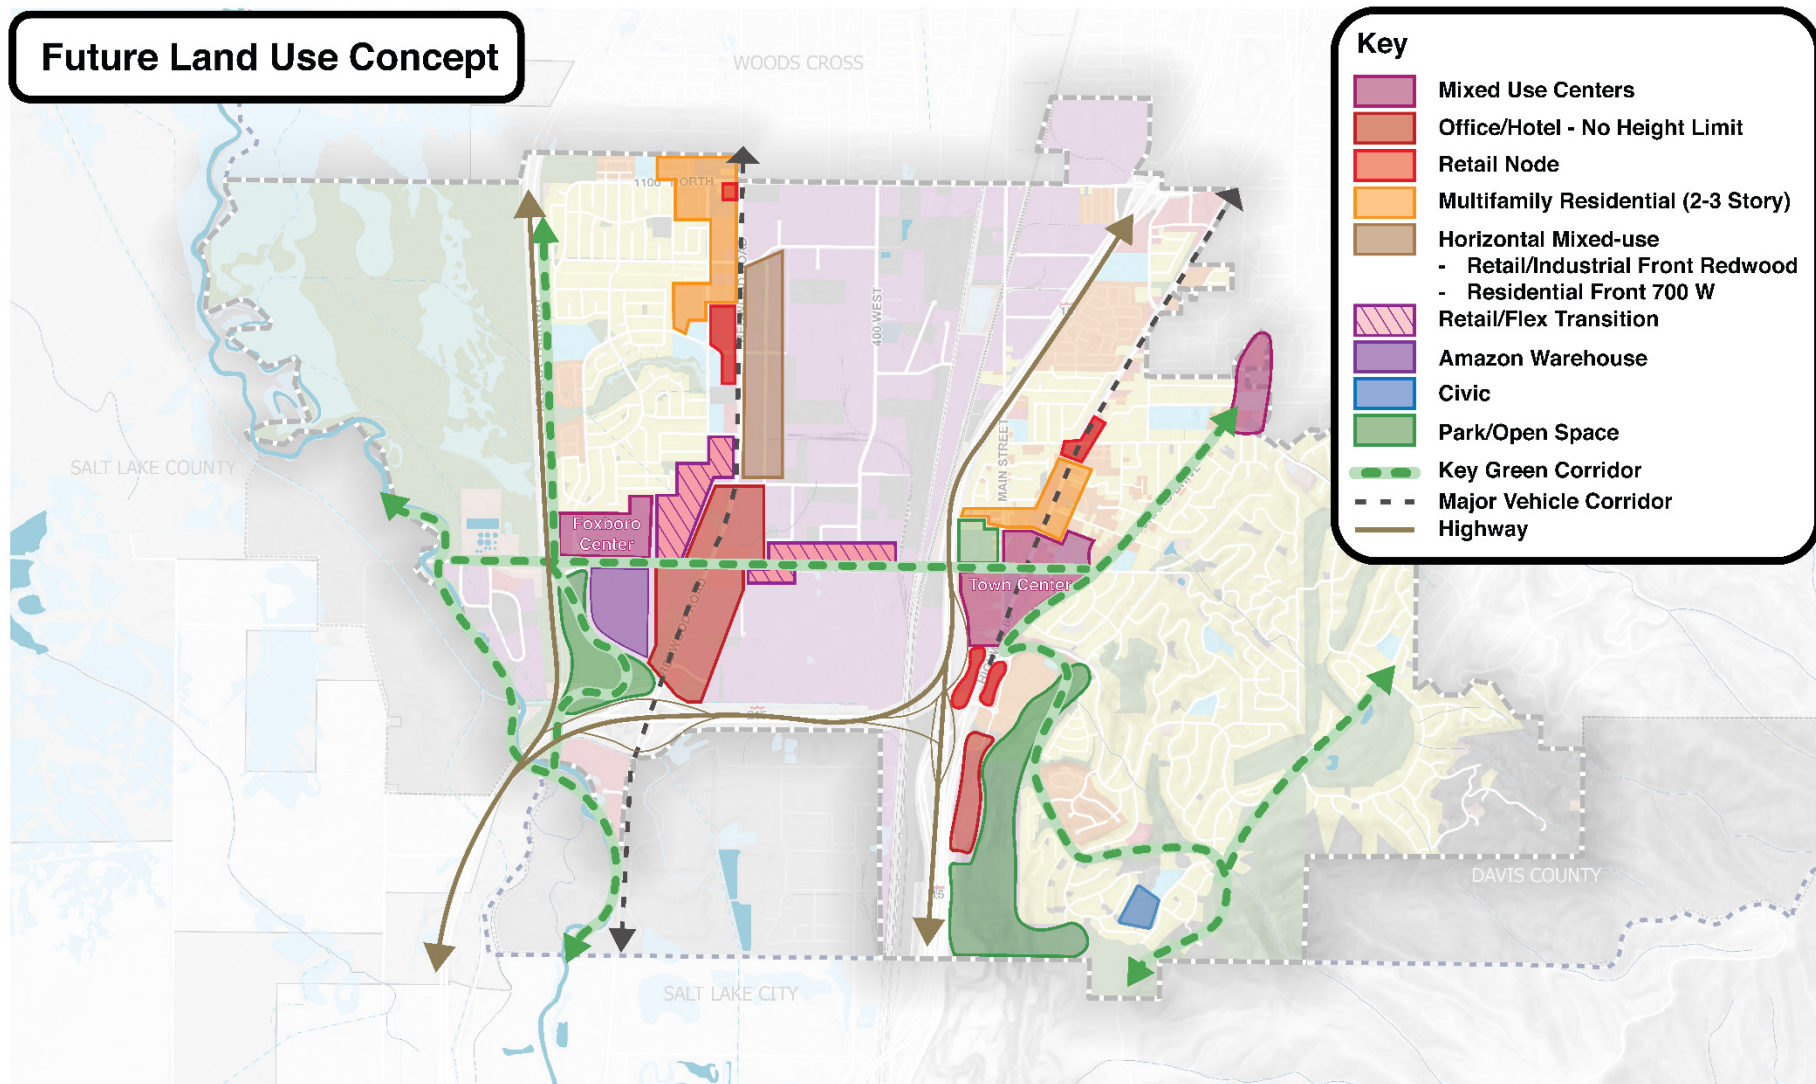 Future Land Use Concept
WOODS CROSS
Key
Mixed Use Centers
Office/Hotel - No Height Limit
Retail Node
Multifamily Residential (2-3 Story)
Horizontal Mixed-use
- Retail/Industrial Front Redwood
- Residential Front 700 W
Retail/Flex Transition
Amazon Warehouse
Civic
Park/Open Space
Key Green Corridor
Major Vehicle Corridor
Highway
1100 NORTH
400 WEST
MAIN STREET
SALT LAKE COUNTY
Foxboro
Center
Town Center
REDWOOD ROAD
DAVIS COUNTY
SALT LAKE CITY